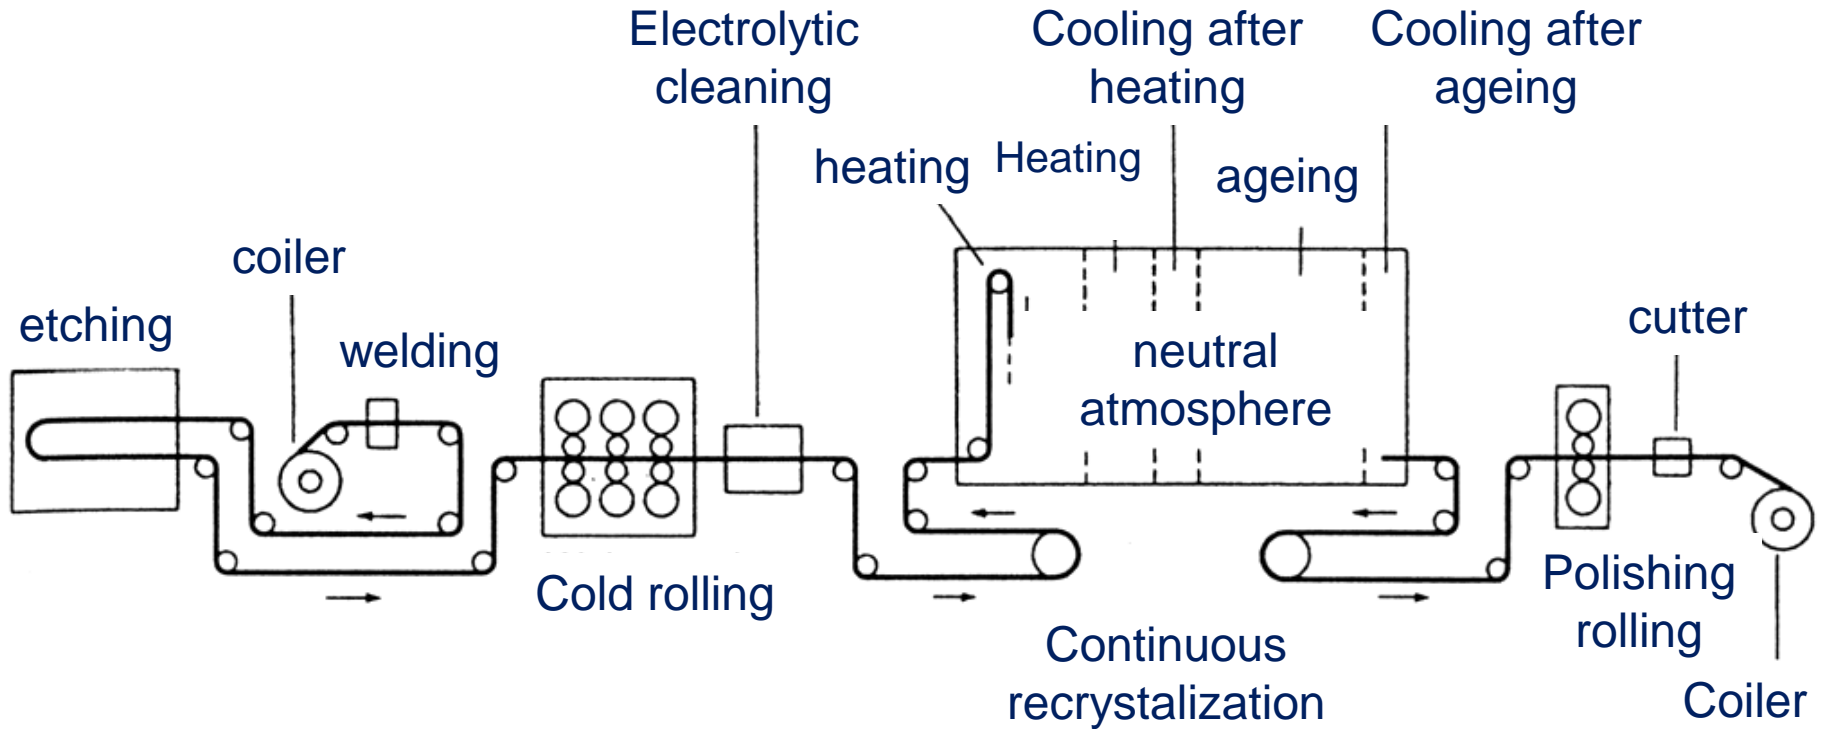 Electrolytic
cleaning
Cooling after
heating
Cooling after
ageing
heating
Heating
ageing
coiler
etching
welding
cutter
neutral
atmosphere
Cold rolling
Polishing
rolling
Continuous
recrystalization
Coiler